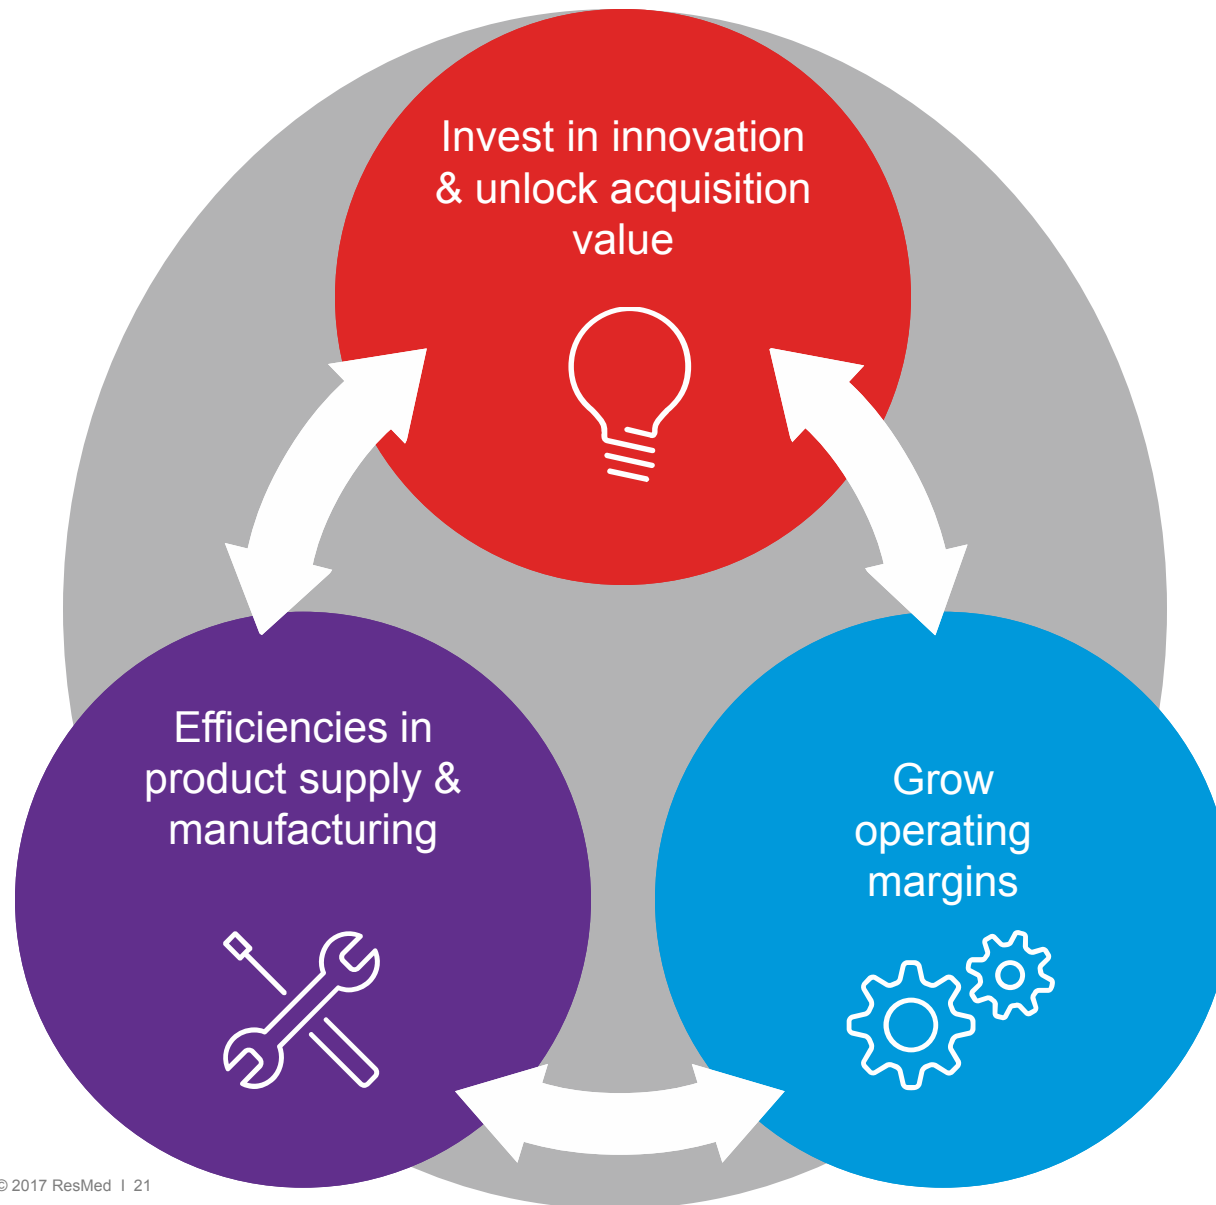 Invest in innovation
& unlock acquisition
value
Efficiencies in
product supply &
manufacturing
Grow
operating
margins
© 2017 ResMed I 21